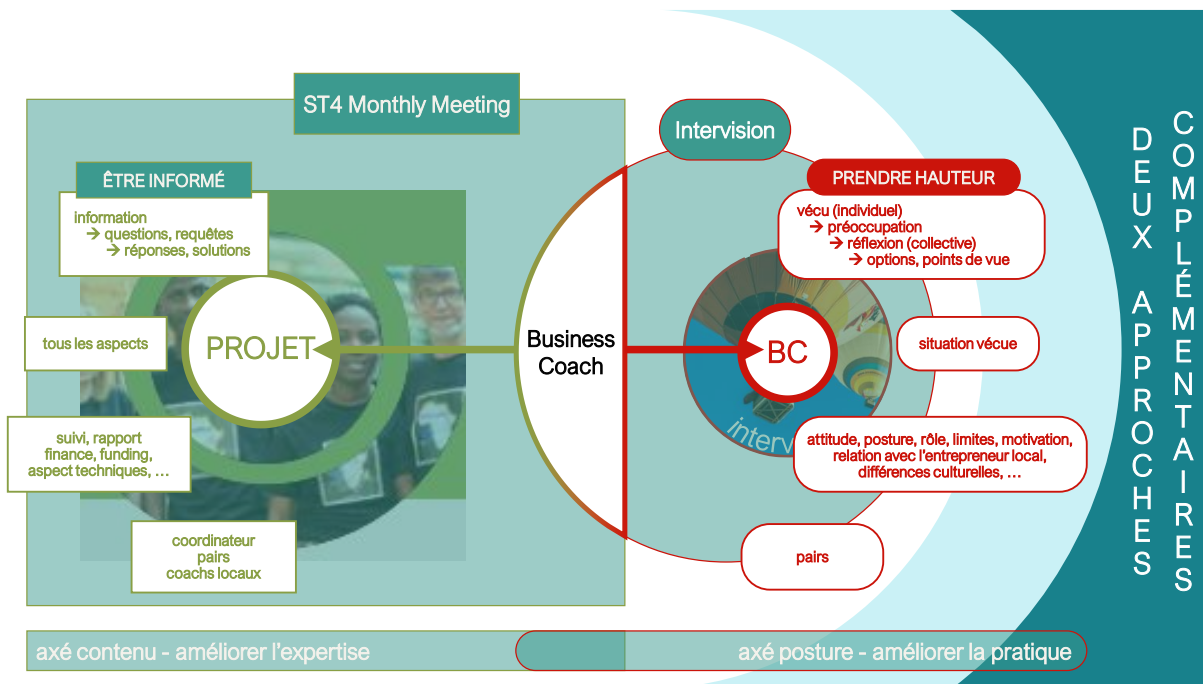 ST4 Monthly Meeting
ÊTRE INFORMÉ
information
→ questions, requêtes
→ réponses, solutions
PROJET
tous les aspects
suivi, rapport
finance, funding,
aspect techniques, ...
coordinateur
pairs
coachs locaux
Business
Coach
Intervision
PRENDRE HAUTEUR
vécu (individuel)
→ préoccupation
→ réflexion (collective)
→ options, points de vue
BC
situation vécue
attitude, posture, rôle, limites, motivation,
relation avec l'entrepreneur local,
différences culturelles, ...
pairs
axé contenu - améliorer l'expertise
axé posture - améliorer la pratique
DEUX APPROCHES
COMPLÉMENTAIRES